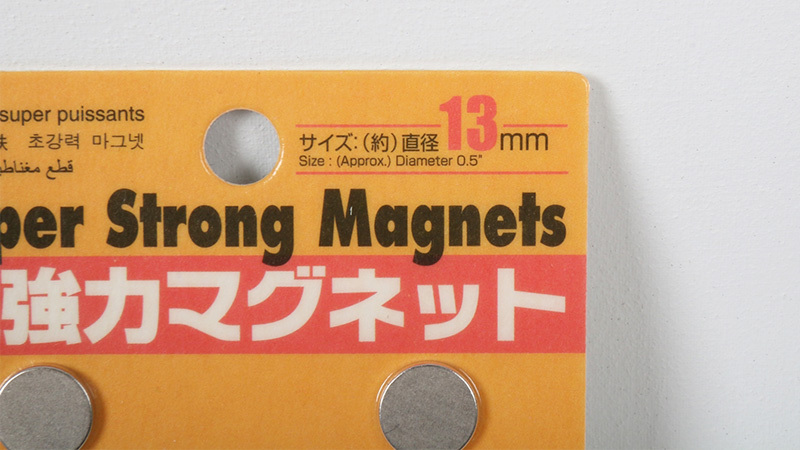 super puissants
초강력 마그넷
قطع مغناطي
サイズ:(約)直径13mm
Size : (Approx.) Diameter 0.5"
per Strong Magnets
強力マグネット